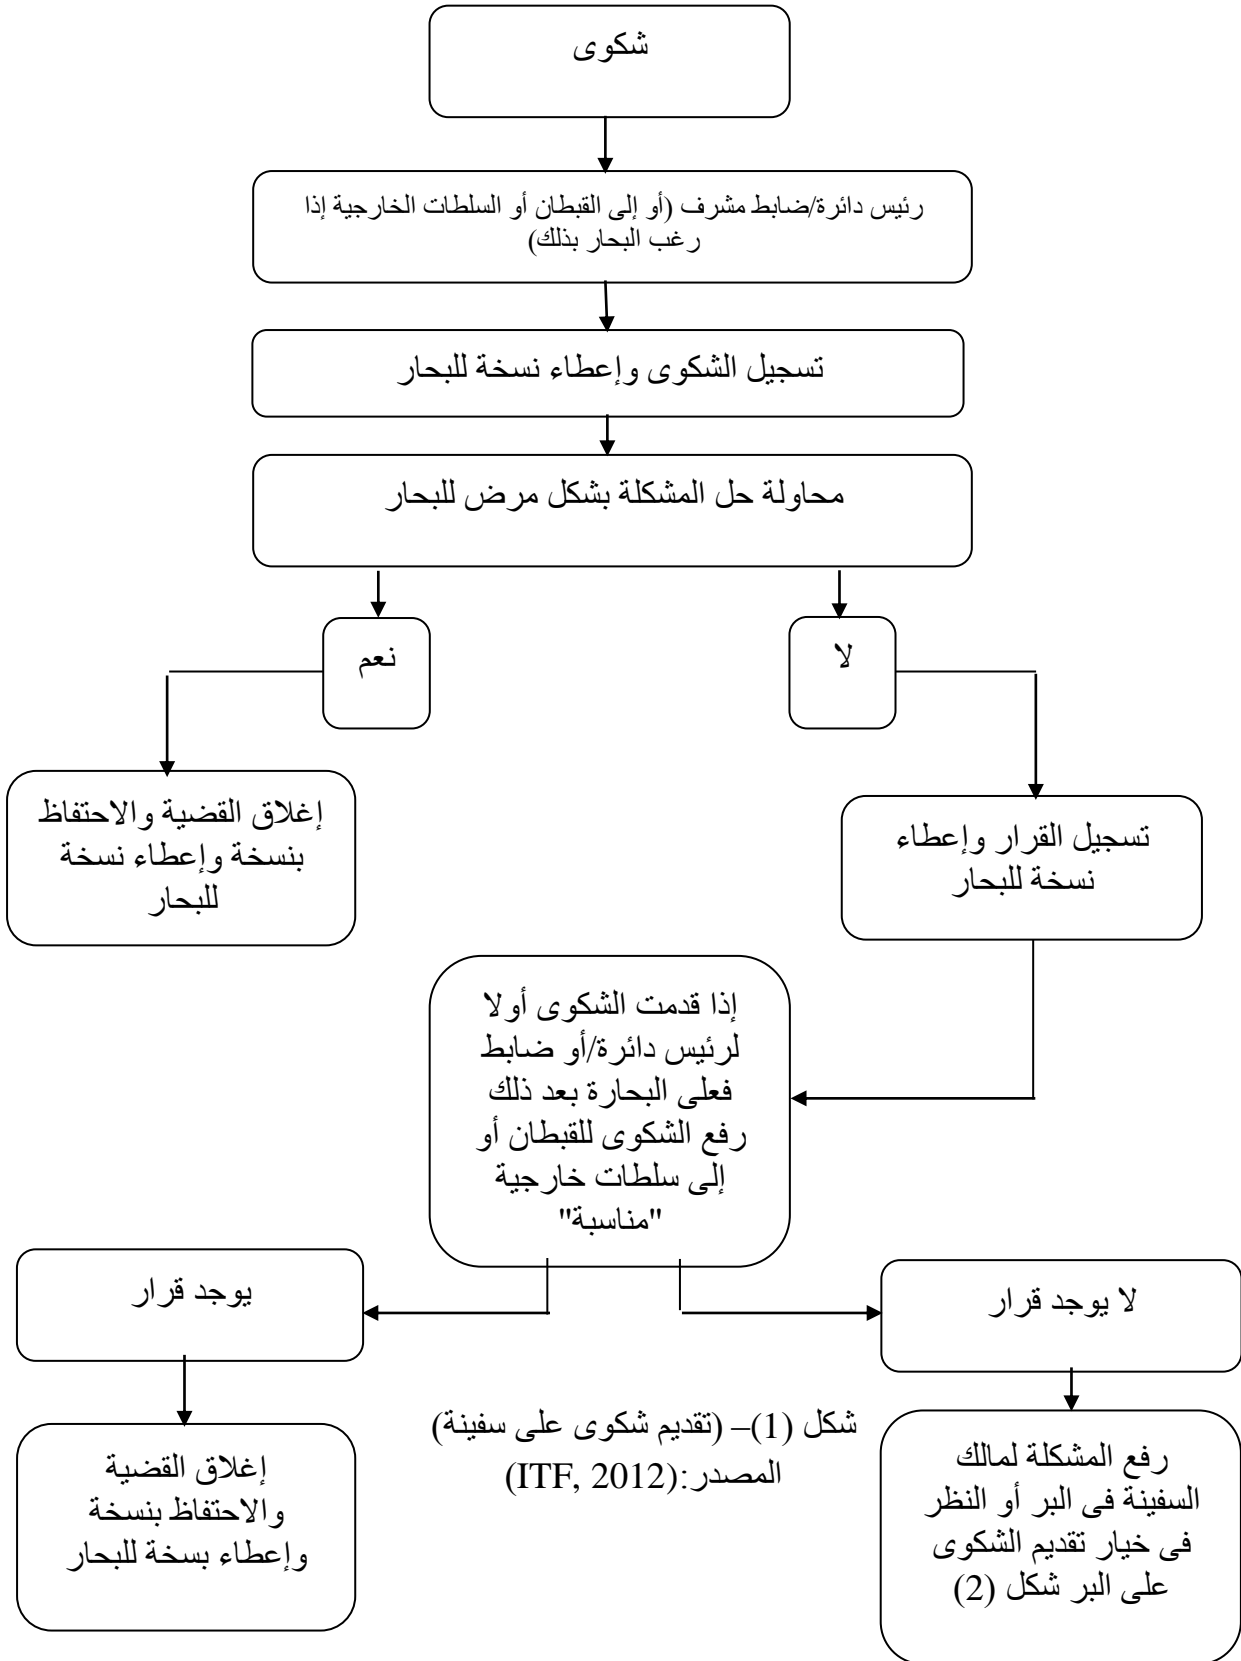 شكوى
رئيس دائرة/ضابط مشرف (أو إلى القبطان أو السلطات الخارجية إذا
رغب البحار بذلك)
تسجيل الشكوى وإعطاء نسخة للبحار
محاولة حل المشكلة بشكل مرض للبحار
لا
نعم
تسجيل القرار وإعطاء
نسخة للبحار
إغلاق القضية والاحتفاظ
بنسخة وإعطاء نسخة
للبحار
إذا قدمت الشكوى أولا
لرئيس دائرة/أو ضابط
فعلى البحارة بعد ذلك
رفع الشكوى للقبطان أو
إلى سلطات خارجية
"مناسبة"
لا يوجد قرار
يوجد قرار
رفع المشكلة لمالك
السفينة فى البر أو النظر
فى خيار تقديم الشكوى
على البر شكل (2)
إغلاق القضية
والاحتفاظ بنسخة
وإعطاء بسخة للبحار
شكل (1)– (تقديم شكوى على سفينة)
المصدر:(ITF, 2012)